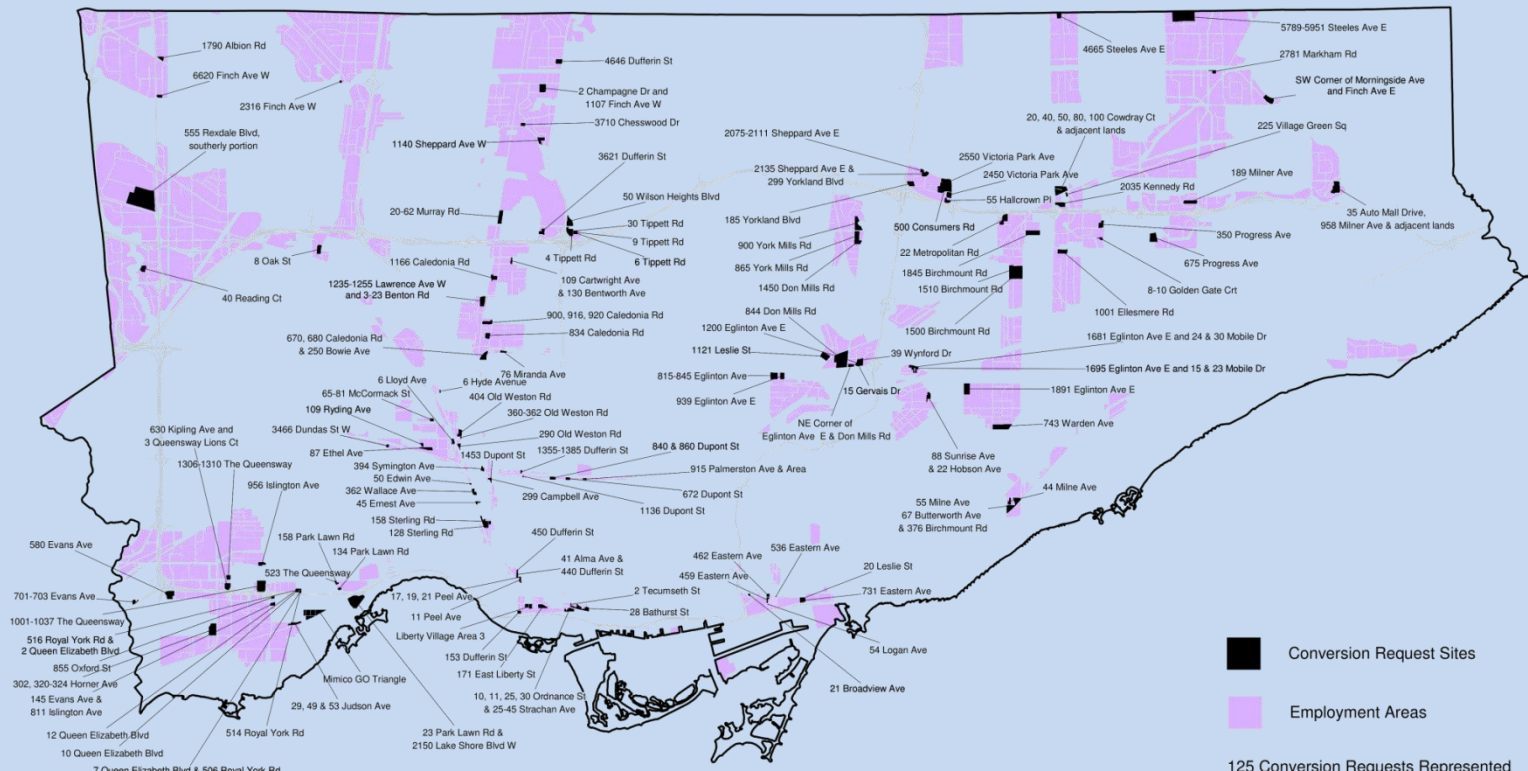 1790 Albion Rd
6620 Finch Ave W
2316 Finch Ave W
555 Rexdale Blvd,
southerly portion
4646 Dufferin St
2 Champagne Dr and
1107 Finch Ave W
3710 Chesswood Dr
1140 Sheppard Ave W
3621 Dufferin St
50 Wilson Heights Blvd
20-62 Murray Rd
30 Tippett Rd
9 Tippett Rd
6 Tippett Rd
4 Tippett Rd
8 Oak St
40 Reading Ct
1166 Caledonia Rd
109 Cartwright Ave
& 130 Bentworth Ave
1235-1255 Lawrence Ave W
and 3-23 Benton Rd
900, 916, 920 Caledonia Rd
834 Caledonia Rd
670, 680 Caledonia Rd
& 250 Bowie Ave
76 Miranda Ave
4665 Steeles Ave E
5789-5951 Steeles Ave E
2781 Markham Rd
SW Corner of Morningside Ave
and Finch Ave E
20, 40, 50, 80, 100 Cowdray Ct
& adjacent lands
225 Village Green Sq
2075-2111 Sheppard Ave E
2135 Sheppard Ave E &
299 Yorkland Blvd
2550 Victoria Park Ave
2450 Victoria Park Ave
55 Hallcrown Pl
2035 Kennedy Rd
189 Milner Ave
185 Yorkland Blvd
500 Consumers Rd
35 Auto Mall Drive,
958 Milner Ave & adjacent lands
900 York Mills Rd
865 York Mills Rd
1450 Don Mills Rd
22 Metropolitan Rd
350 Progress Ave
675 Progress Ave
1845 Birchmount Rd
1510 Birchmount Rd
8-10 Golden Gate Crt
1001 Ellesmere Rd
1500 Birchmount Rd
844 Don Mills Rd
1200 Eglinton Ave E
1121 Leslie St
39 Wynford Dr
1681 Eglinton Ave E and 24 & 30 Mobile Dr
1695 Eglinton Ave E and 15 & 23 Mobile Dr
815-845 Eglinton Ave
939 Eglinton Ave E
15 Gervais Dr
1891 Eglinton Ave E
NE Corner of
Eglinton Ave E & Don Mills Rd
743 Warden Ave
88 Sunrise Ave
& 22 Hobson Ave
44 Milne Ave
55 Milne Ave
67 Butterworth Ave
& 376 Birchmount Rd
6 Lloyd Ave
6 Hyde Avenue
65-81 McCormack St
404 Old Weston Rd
109 Ryding Ave
360-362 Old Weston Rd
3466 Dundas St W
290 Old Weston Rd
87 Ethel Ave
1453 Dupont St
1355-1385 Dufferin St
840 & 860 Dupont St
394 Symington Ave
915 Palmerston Ave & Area
50 Edwin Ave
299 Campbell Ave
672 Dupont St
362 Wallace Ave
45 Ernest Ave
1136 Dupont St
158 Sterling Rd
128 Sterling Rd
630 Kipling Ave and
3 Queensway Lions Ct
1306-1310 The Queensway
956 Islington Ave
580 Evans Ave
158 Park Lawn Rd
134 Park Lawn Rd
523 The Queensway
450 Dufferin St
41 Alma Ave &
440 Dufferin St
17, 19, 21 Peel Ave
2 Tecumseth St
11 Peel Ave
28 Bathurst St
Liberty Village Area 3
153 Dufferin St
171 East Liberty St
10, 11, 25, 30 Ordnance St
& 25-45 Strachan Ave
462 Eastern Ave
536 Eastern Ave
459 Eastern Ave
20 Leslie St
731 Eastern Ave
54 Logan Ave
21 Broadview Ave
701-703 Evans Ave
1001-1037 The Queensway
516 Royal York Rd &
2 Queen Elizabeth Blvd
855 Oxford St
302, 320-324 Horner Ave
145 Evans Ave &
811 Islington Ave
12 Queen Elizabeth Blvd
10 Queen Elizabeth Blvd
7 Queen Elizabeth Blvd & 506 Royal York Rd
Mimico GO Triangle
29, 49 & 53 Judson Ave
514 Royal York Rd
23 Park Lawn Rd &
2150 Lake Shore Blvd W
Conversion Request Sites
Employment Areas
125 Conversion Requests Represented